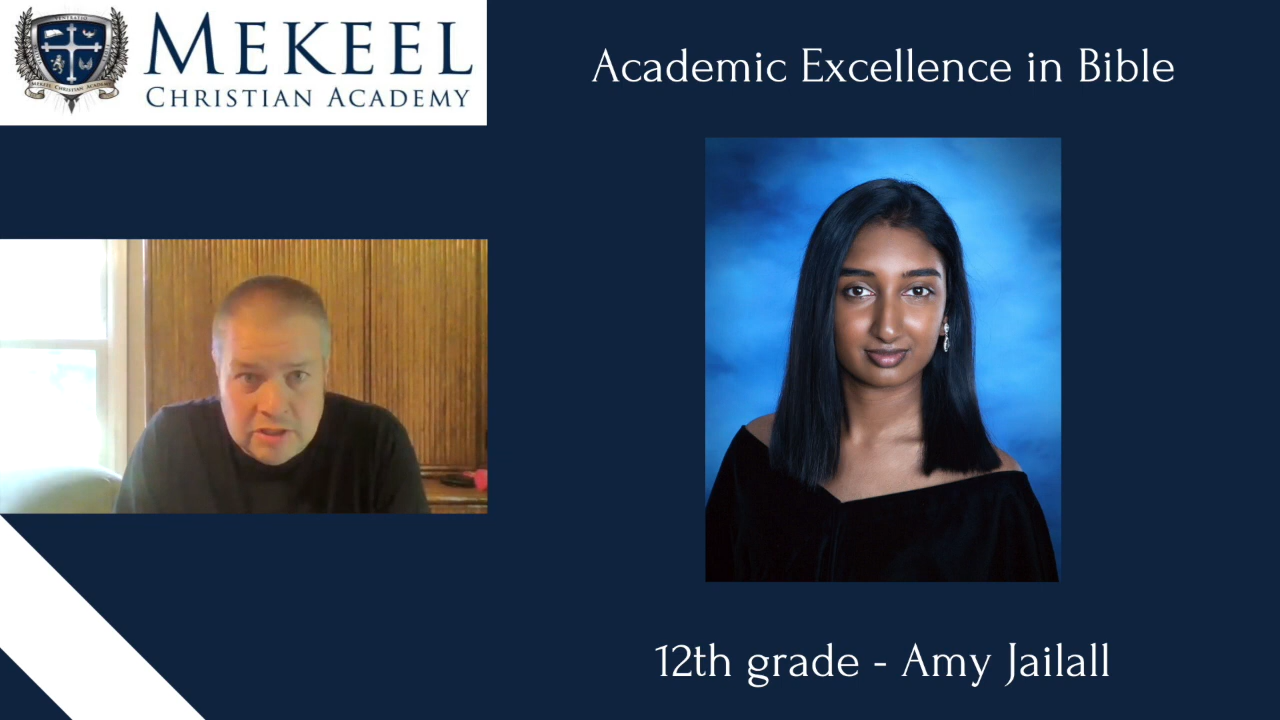 MEKEEL
CHRISTIAN ACADEMY
Academic Excellence in Bible
12th grade - Amy Jailall